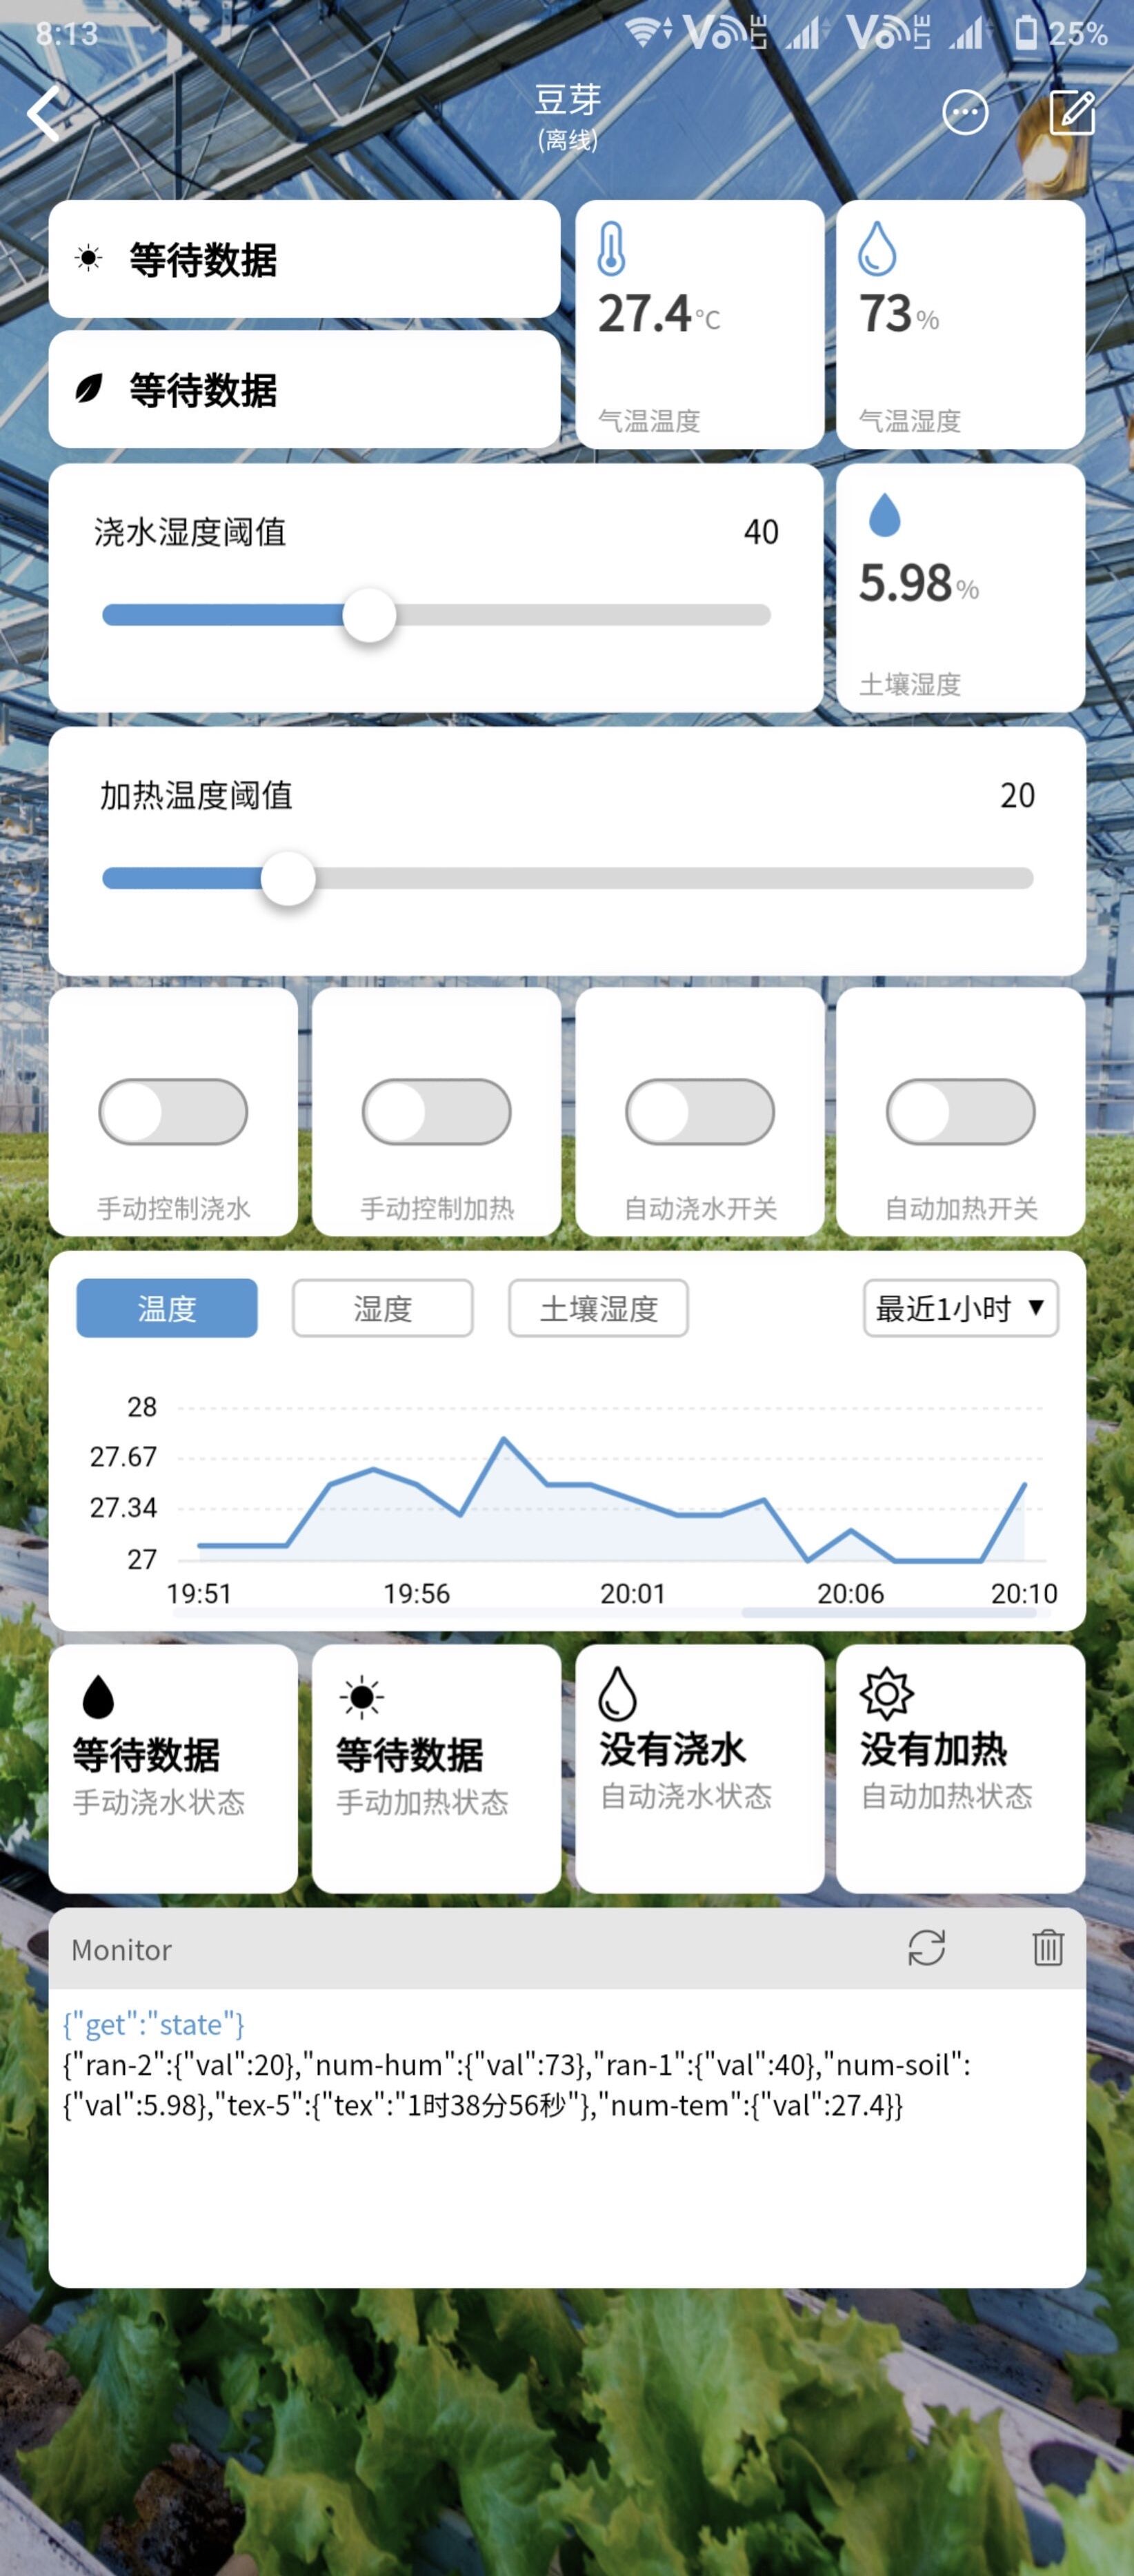 8:13
VoLTE VoLTE 25%
豆芽
(离线)
等待数据
27.4°C
气温温度
73%
气温湿度
等待数据
浇水湿度阈值 40
5.98%
土壤湿度
加热温度阈值 20
手动控制浇水
手动控制加热
自动浇水开关
自动加热开关
温度 湿度 土壤湿度 最近1小时 ▼
28
27.67
27.34
27
19:51 19:56 20:01 20:06 20:10
等待数据
手动浇水状态
等待数据
手动加热状态
没有浇水
自动浇水状态
没有加热
自动加热状态
Monitor
{"get":"state"}
{"ran-2":{"val":20},"num-hum":{"val":73},"ran-1":{"val":40},"num-soil":
{"val":5.98},"tex-5":{"tex":"1时38分56秒"},"num-tem":{"val":27.4}}